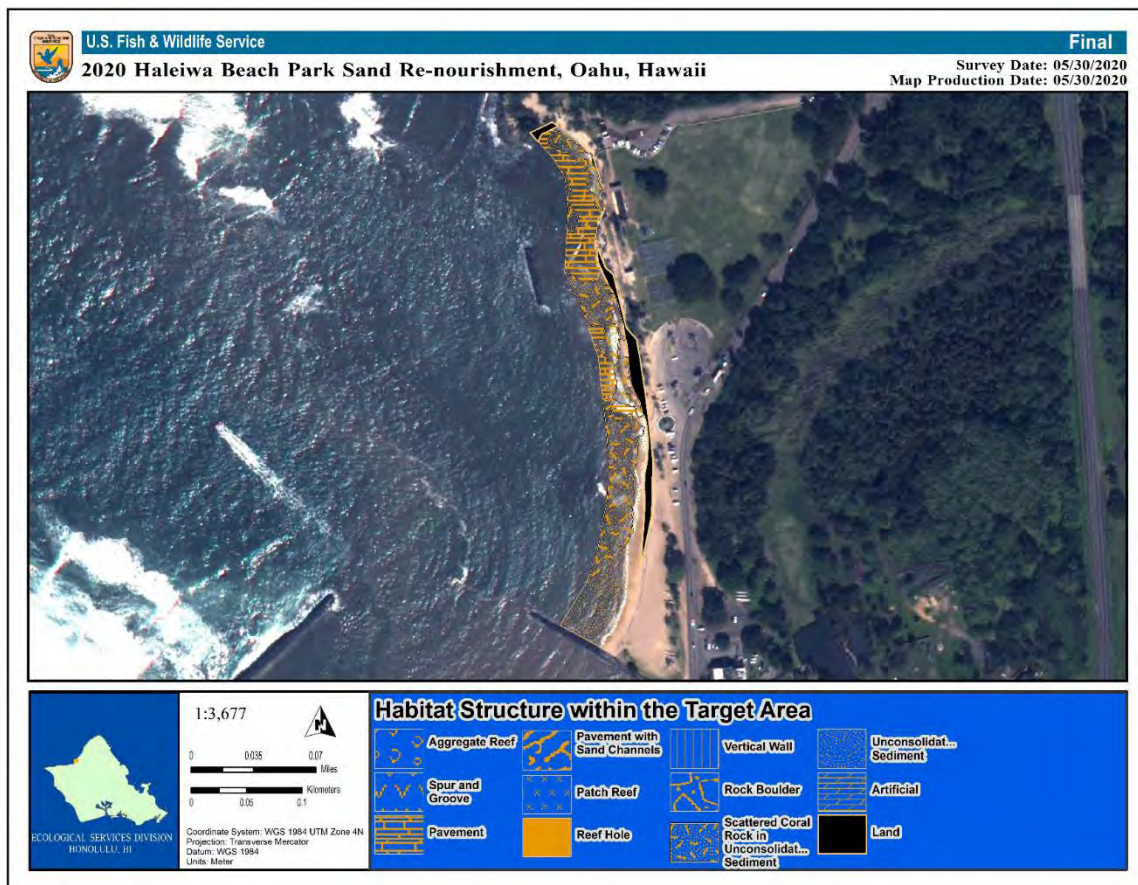 U.S. Fish & Wildlife Service
Final
2020 Haleiwa Beach Park Sand Re-nourishment, Oahu, Hawaii
Survey Date: 05/30/2020
Map Production Date: 05/30/2020
ECOLOGICAL SERVICES DIVISION
HONOLULU, HI
1:3,677
N
0 0.035 0.07
Miles
0 0.05 0.1
Kilometers
Coordinate System: WGS 1984 UTM Zone 4N
Projection: Transverse Mercator
Datum: WGS 1984
Units: Meter
Habitat Structure within the Target Area
Aggregate Reef
Spur and
Groove
Pavement
Pavement with
Sand Channels
Patch Reef
Reef Hole
Vertical Wall
Rock Boulder
Scattered Coral
Rock in
Unconsolidat...
Sediment
Unconsolidat...
Sediment
Artificial
Land